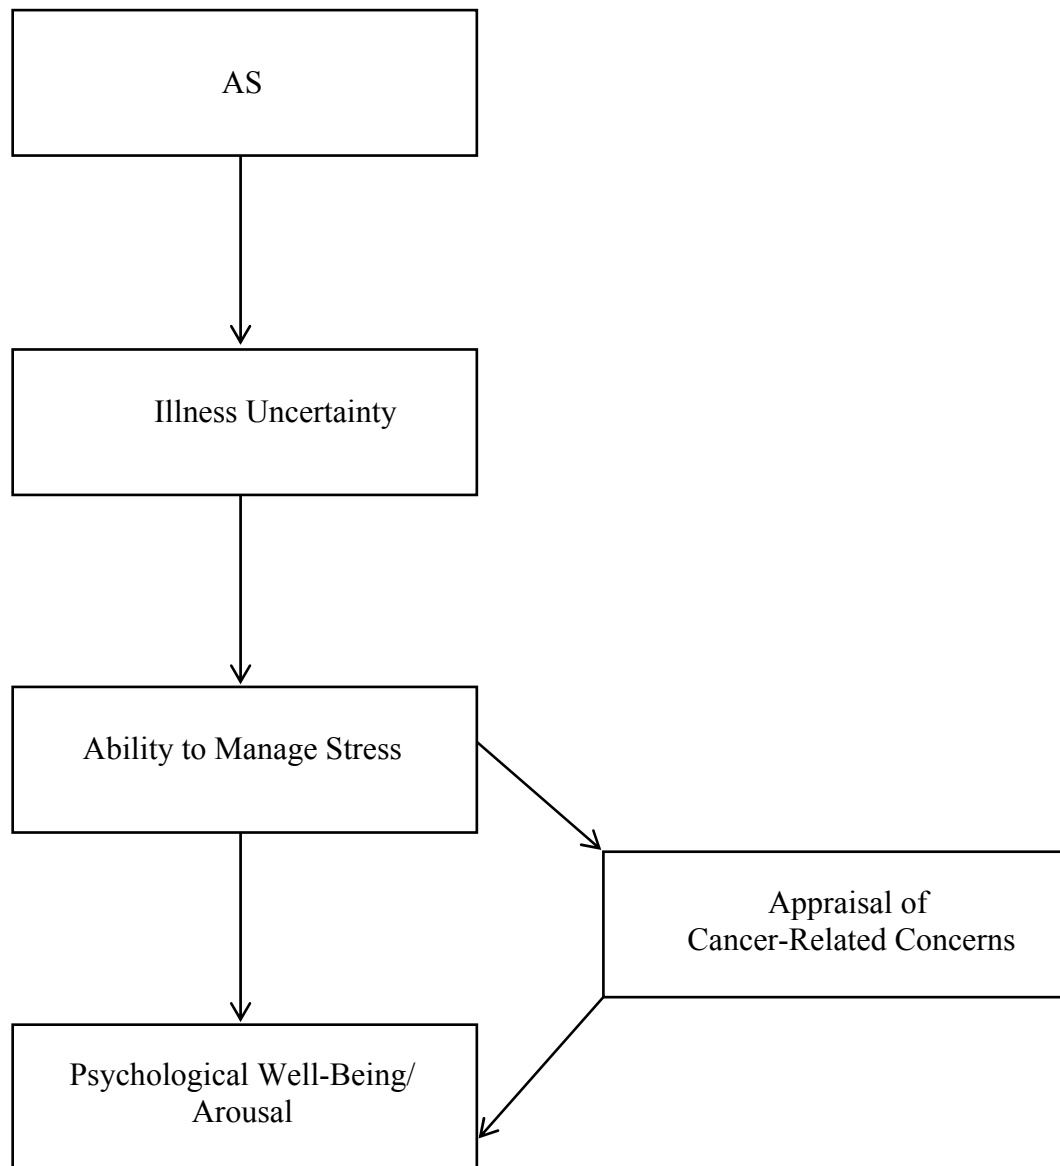 AS
Illness Uncertainty
Ability to Manage Stress
Appraisal of
Cancer-Related Concerns
Psychological Well-Being/
Arousal